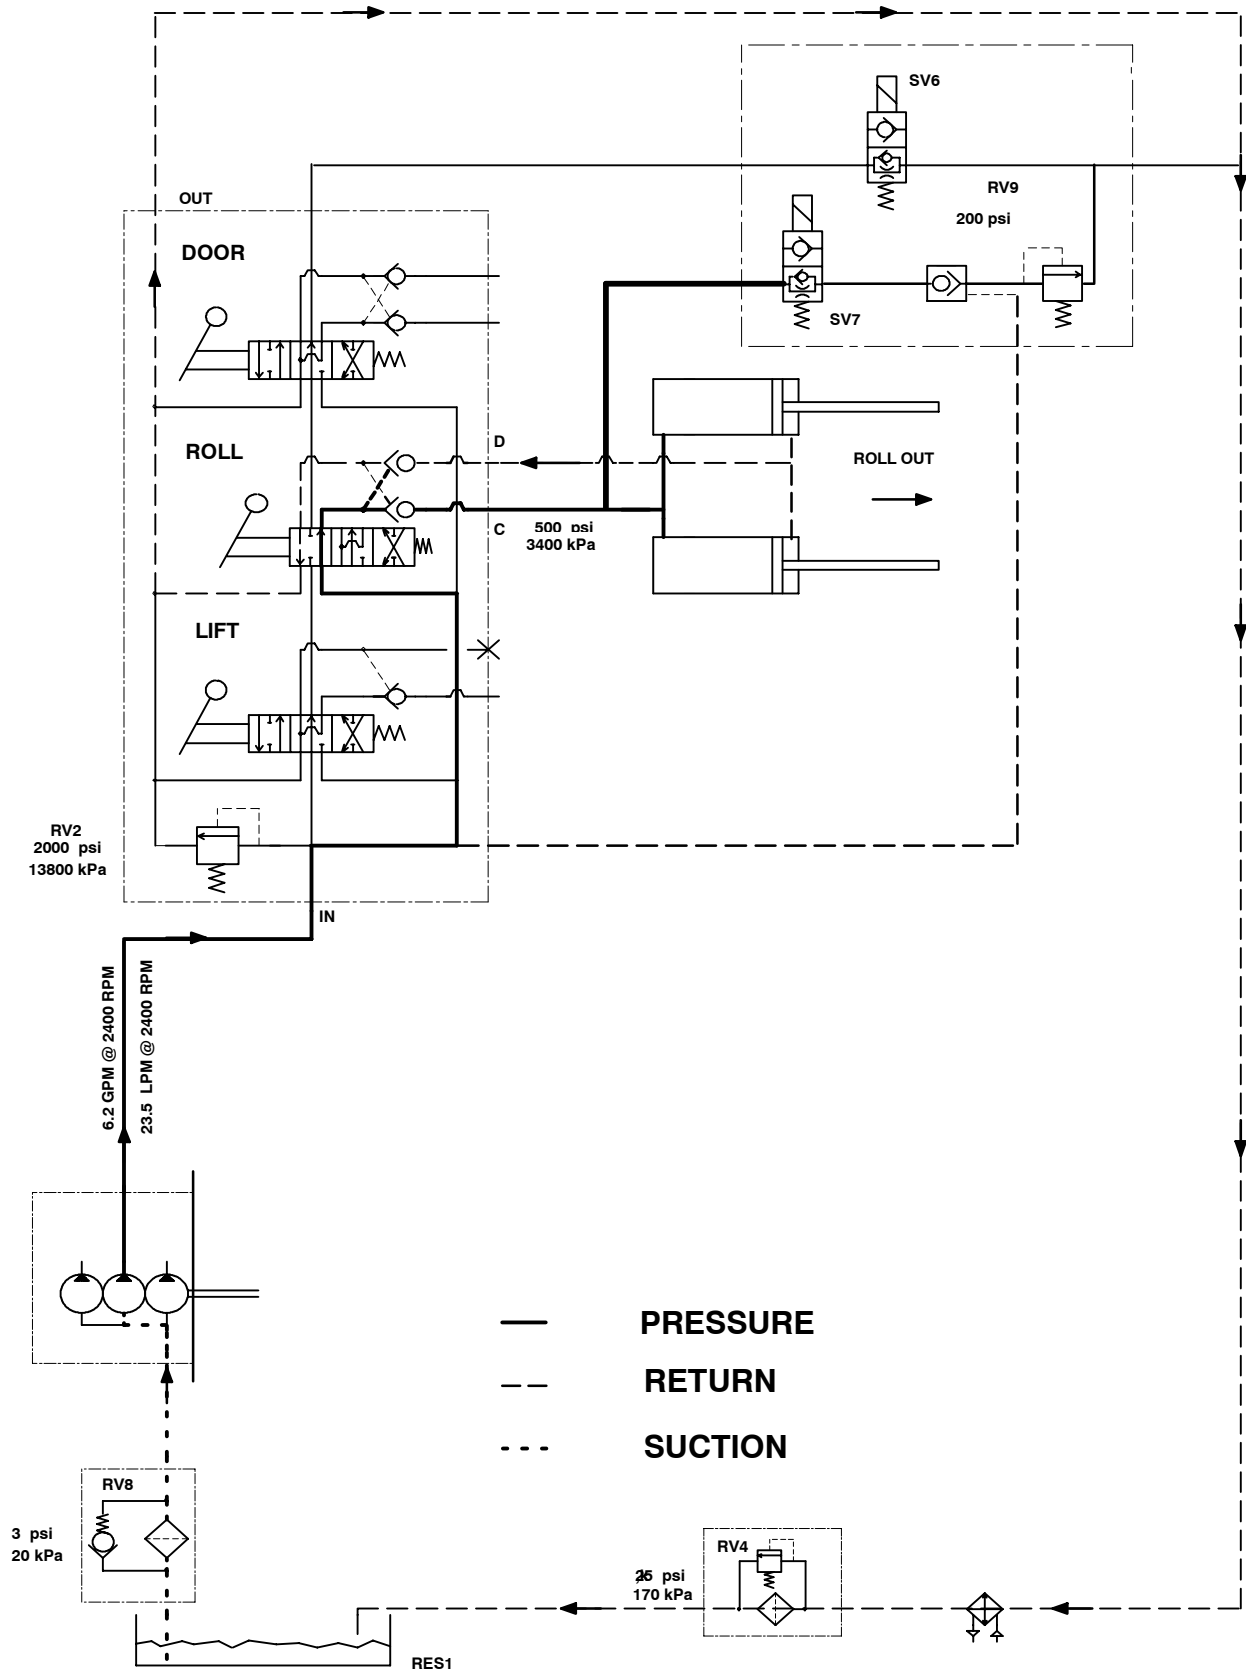 SV6
RV9
200 psi
OUT
DOOR
SV7
D
ROLL
ROLL OUT
C
500 psi
3400 kPa
LIFT
RV2
2000 psi
13800 kPa
IN
6.2 GPM @ 2400 RPM
23.5 LPM @ 2400 RPM
PRESSURE
RETURN
SUCTION
RV8
3 psi
20 kPa
RV4
psi
170 kPa
RES1